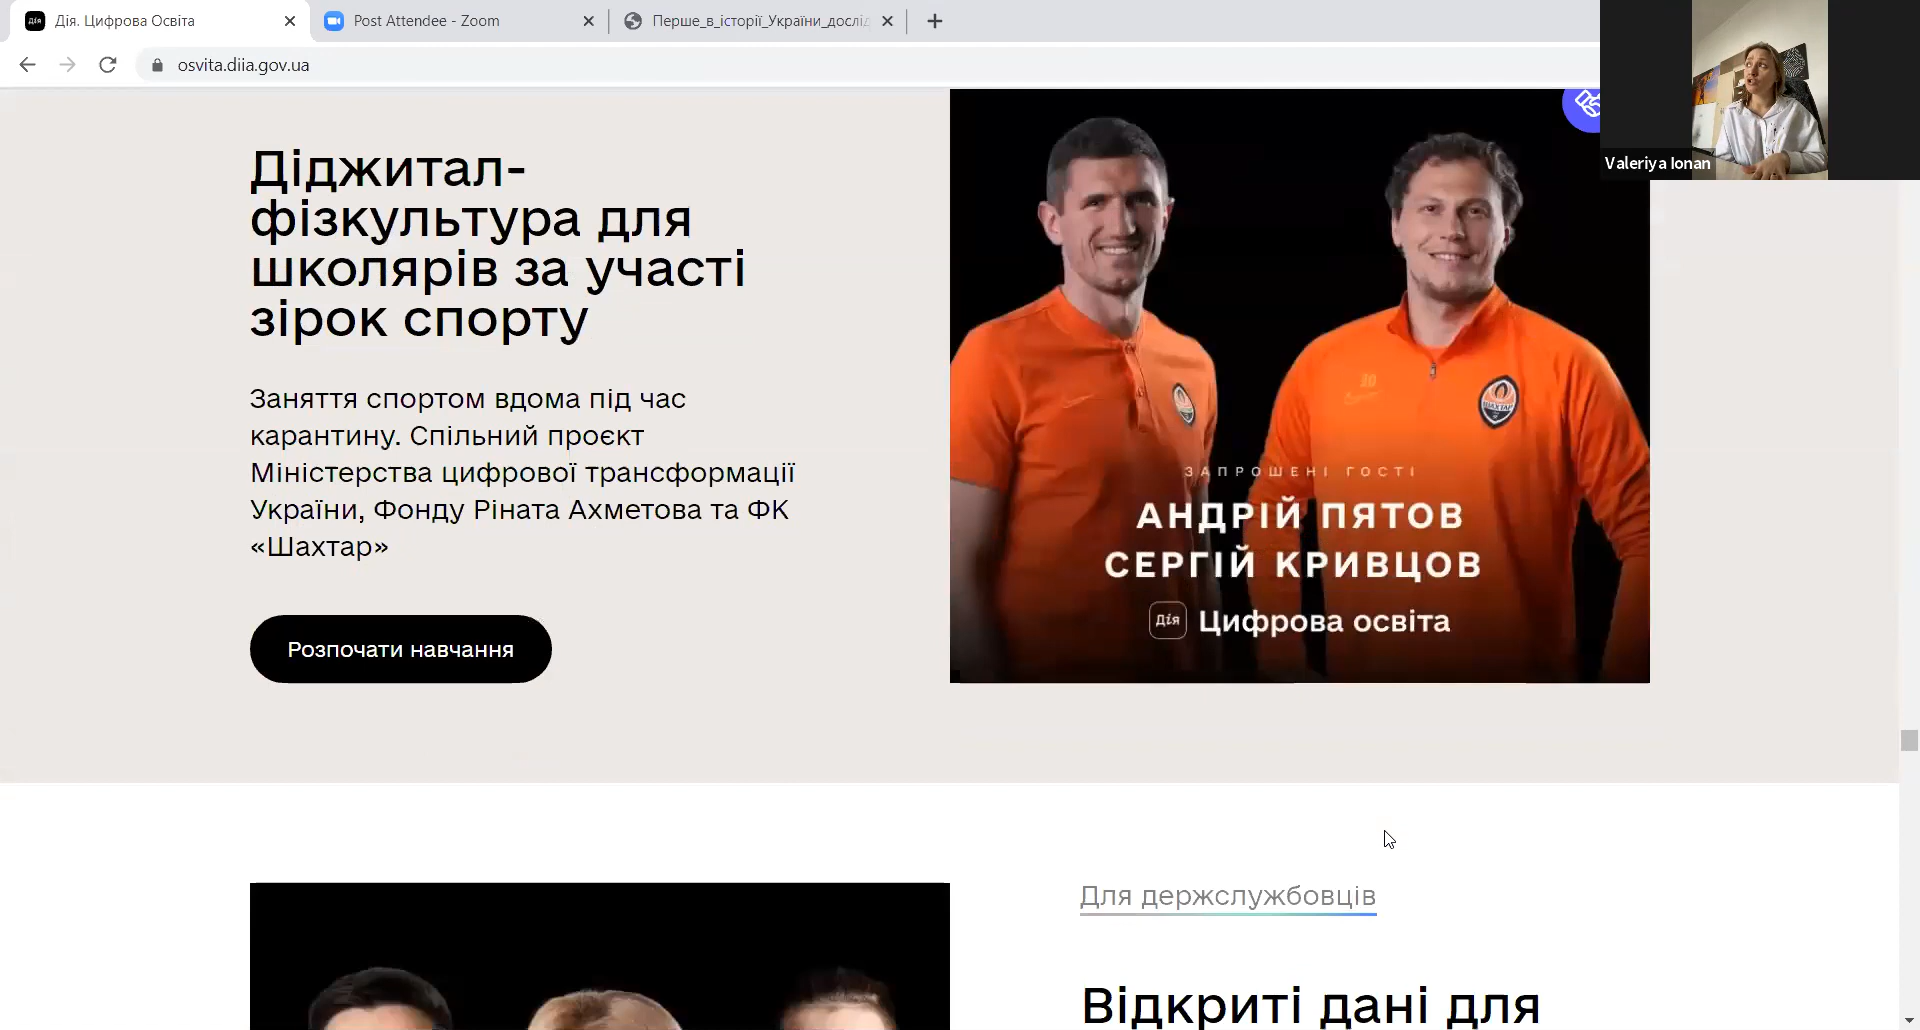 Дія. Цифрова Освіта
Post Attendee - Zoom
Перше_в_історії_України_дослід
osvita.diia.gov.ua
Valeriya Ionan
Діджитал-
фізкультура для
школярів за участі
зірок спорту
Заняття спортом вдома під час
карантину. Спільний проєкт
Міністерства цифрової трансформації
України, Фонду Ріната Ахметова та ФК
«Шахтар»
Розпочати навчання
ШАХТАР
ЗАПРОШЕНІ ГОСТІ
АНДРІЙ ПЯТОВ
СЕРГІЙ КРИВЦОВ
Дія Цифрова освіта
Для держслужбовців
Відкриті дані для